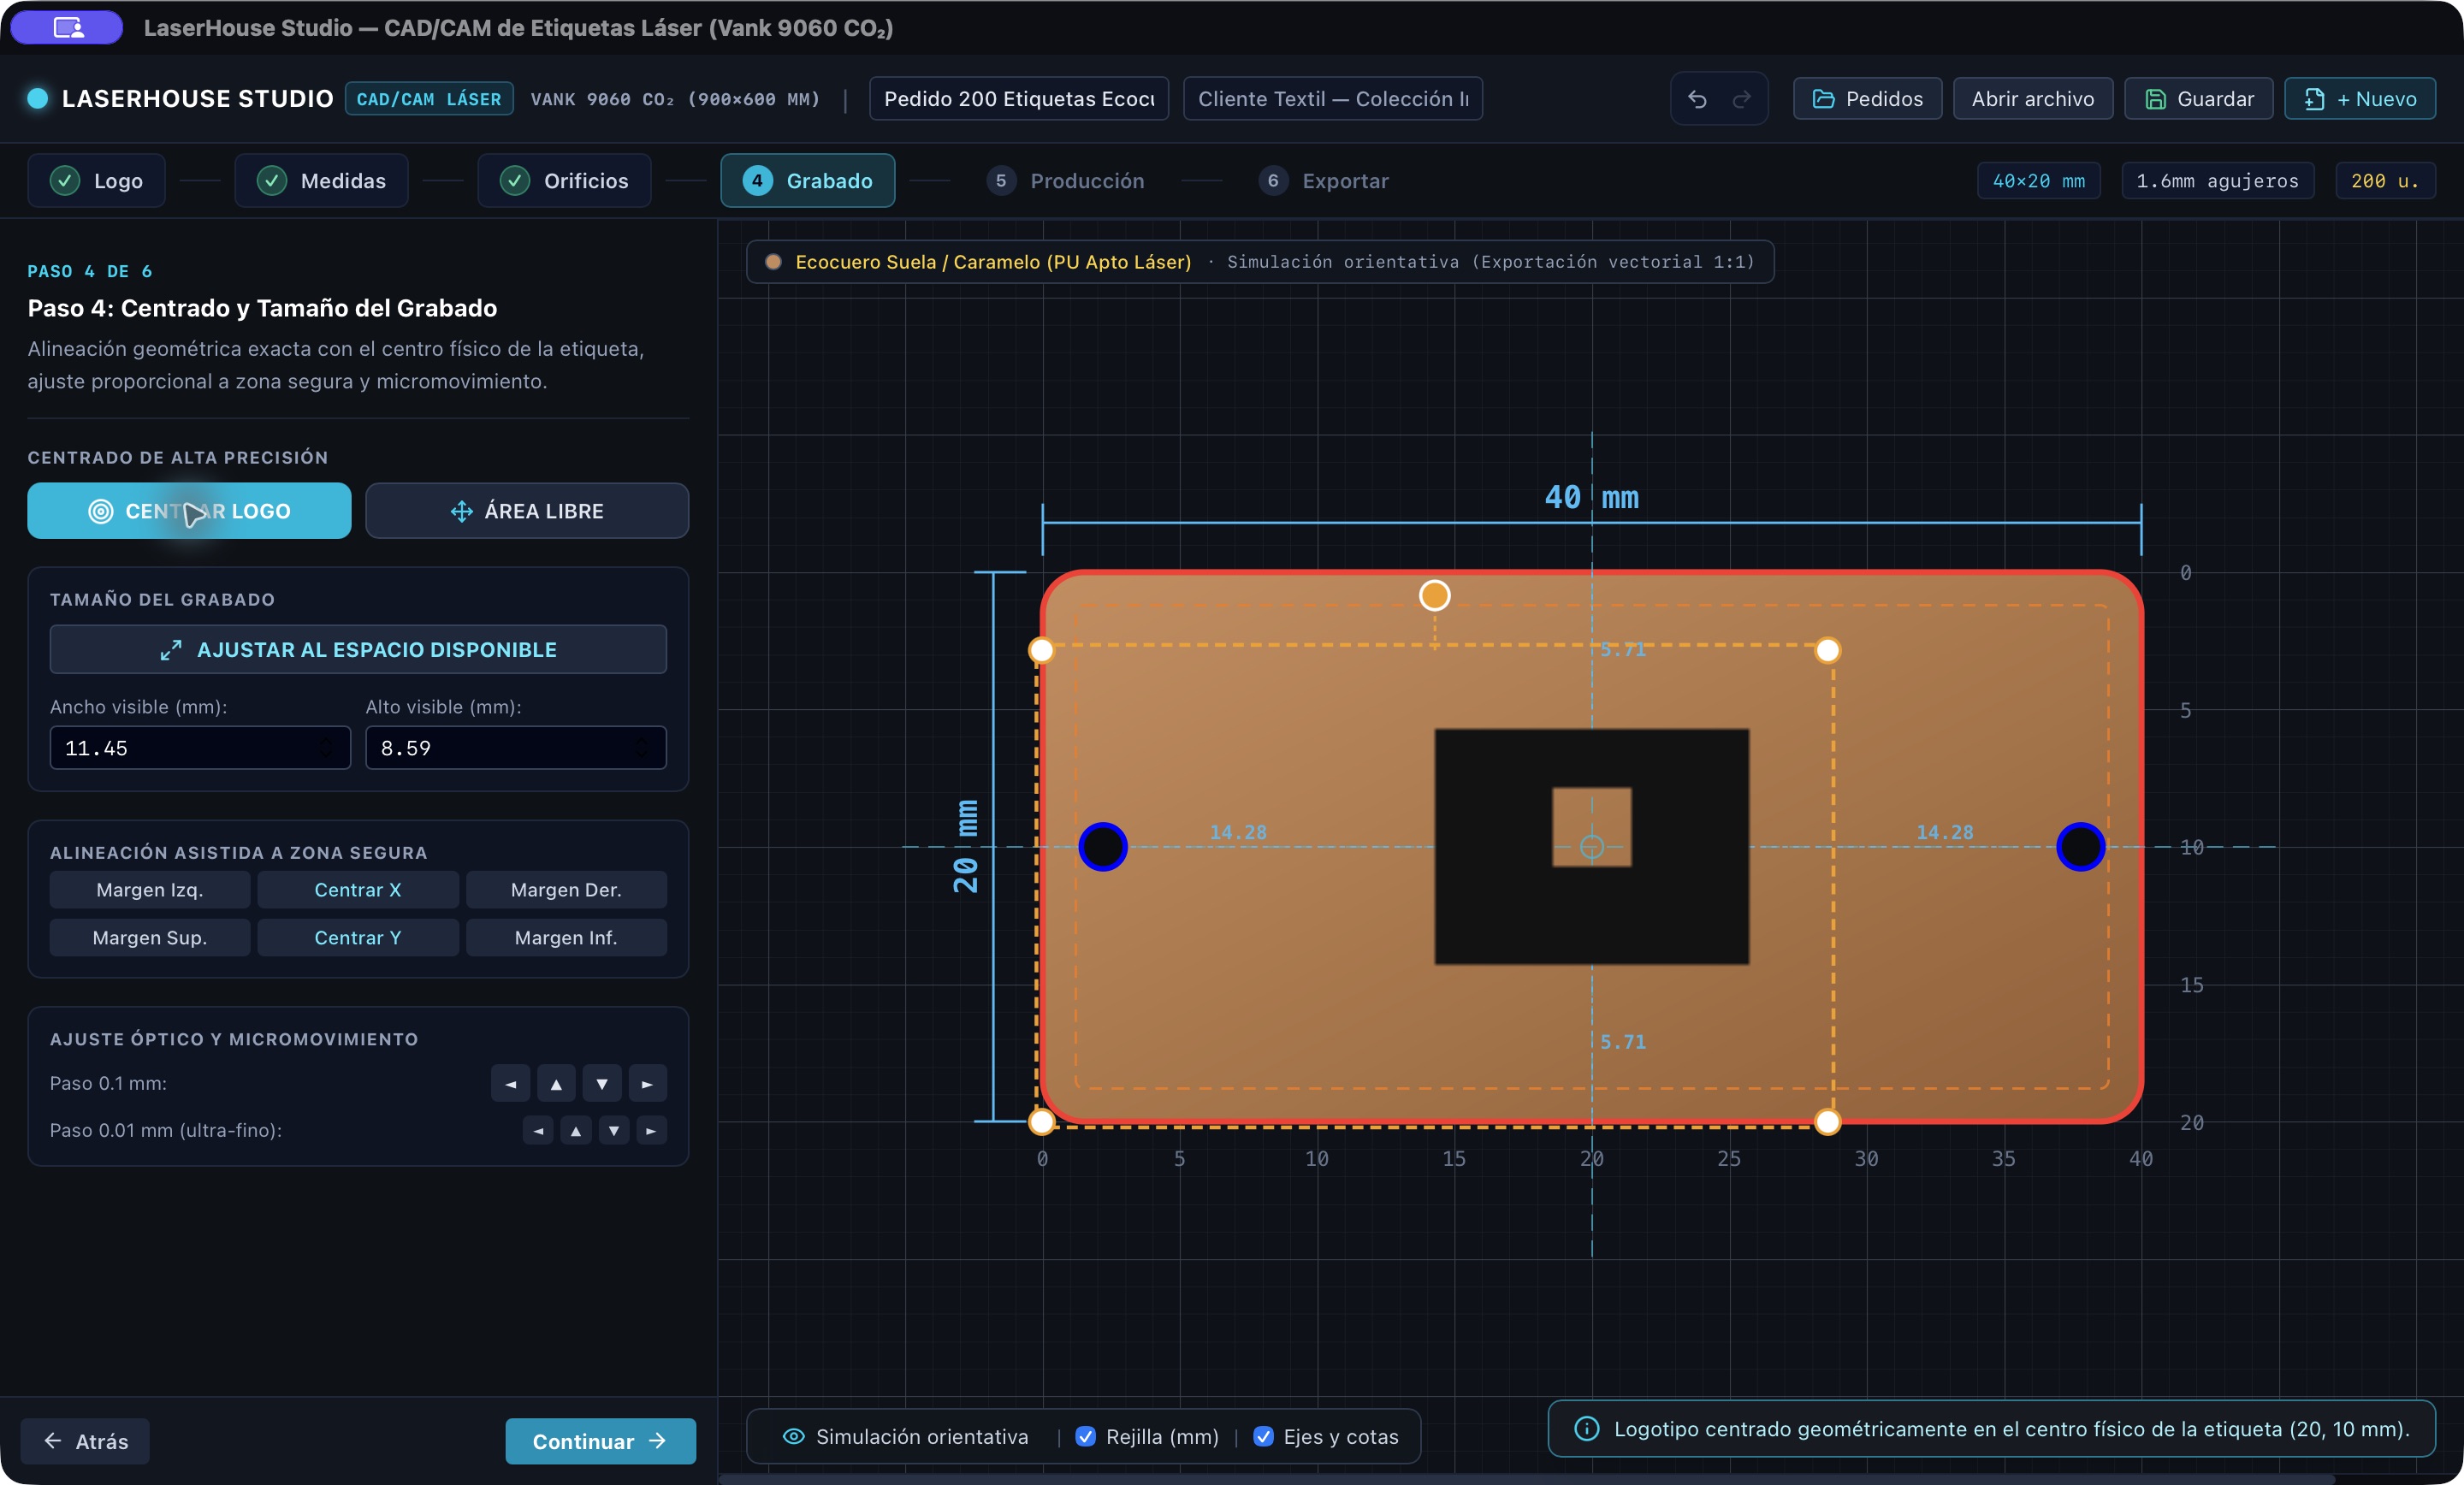 LaserHouse Studio — CAD/CAM de Etiquetas Láser (Vank 9060 CO₂)
LASERHOUSE STUDIO
CAD/CAM LÁSER
VANK 9060 CO₂ (900×600 MM)
|
Pedido 200 Etiquetas Ecocu
Cliente Textil — Colección I
Pedidos
Abrir archivo
Guardar
+ Nuevo
Logo
Medidas
Orificios
4 Grabado
5 Producción
6 Exportar
40×20 mm
1.6mm agujeros
200 u.
PASO 4 DE 6
Paso 4: Centrado y Tamaño del Grabado
Alineación geométrica exacta con el centro físico de la etiqueta,
ajuste proporcional a zona segura y micromovimiento.
CENTRADO DE ALTA PRECISIÓN
CENTRAR LOGO
ÁREA LIBRE
TAMAÑO DEL GRABADO
AJUSTAR AL ESPACIO DISPONIBLE
Ancho visible (mm):
Alto visible (mm):
11.45
8.59
ALINEACIÓN ASISTIDA A ZONA SEGURA
Margen Izq.
Centrar X
Margen Der.
Margen Sup.
Centrar Y
Margen Inf.
AJUSTE ÓPTICO Y MICROMOVIMIENTO
Paso 0.1 mm:
◄ ▲ ▼ ►
Paso 0.01 mm (ultra-fino):
◄ ▲ ▼ ►
Atrás
Continuar
Ecocuero Suela / Caramelo (PU Apto Láser) · Simulación orientativa (Exportación vectorial 1:1)
40 mm
20 mm
5.71
14.28
14.28
5.71
0
5
10
15
20
0
5
10
15
20
25
30
35
40
Simulación orientativa
| Rejilla (mm)
| Ejes y cotas
Logotipo centrado geométricamente en el centro físico de la etiqueta (20, 10 mm).